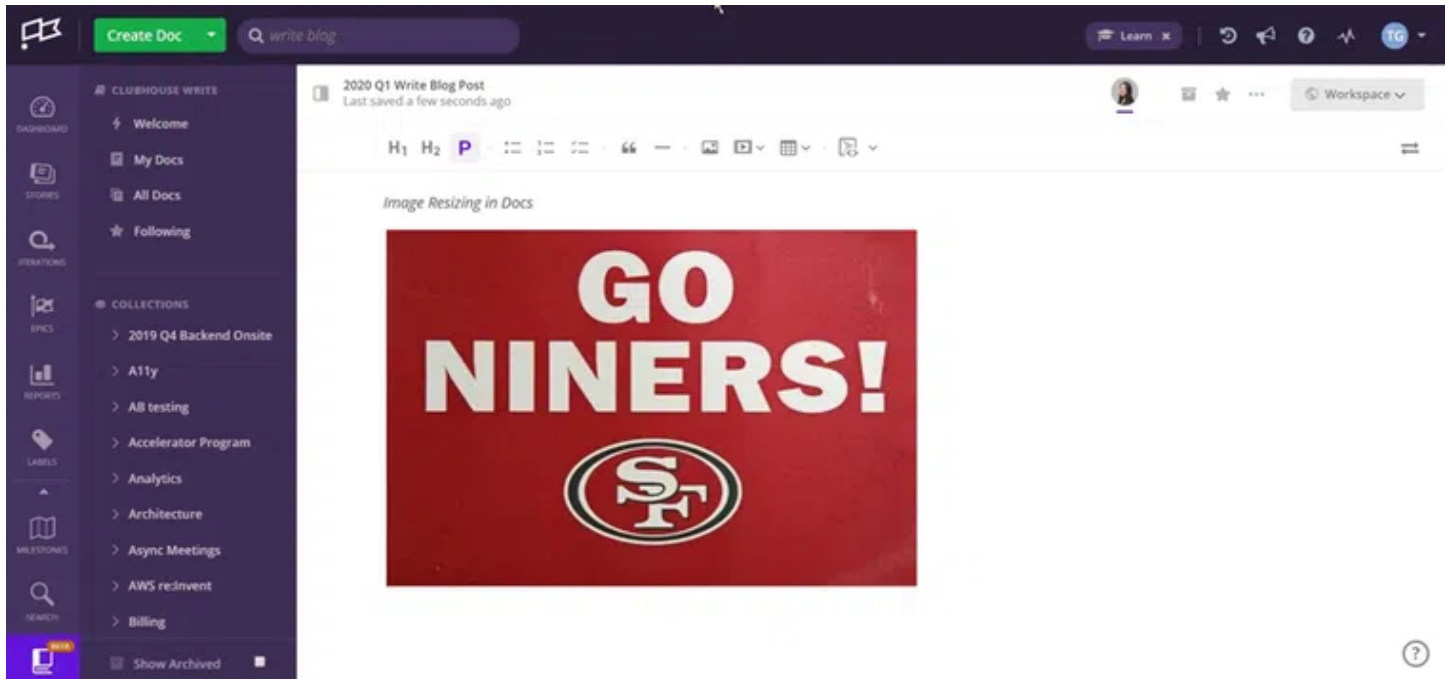 Create Doc
write blog
Learn ×
TG
DASHBOARD
STORIES
ITERATIONS
EPICS
REPORTS
LABELS
MILESTONES
SEARCH
BETA
CLUBHOUSE WRITE
Welcome
My Docs
All Docs
Following
COLLECTIONS
2019 Q4 Backend Onsite
A11y
AB testing
Accelerator Program
Analytics
Architecture
Async Meetings
AWS re:Invent
Billing
Show Archived
2020 Q1 Write Blog Post
Last saved a few seconds ago
Workspace
H1 H2 P
Image Resizing in Docs
GO
NINERS!
SF
?